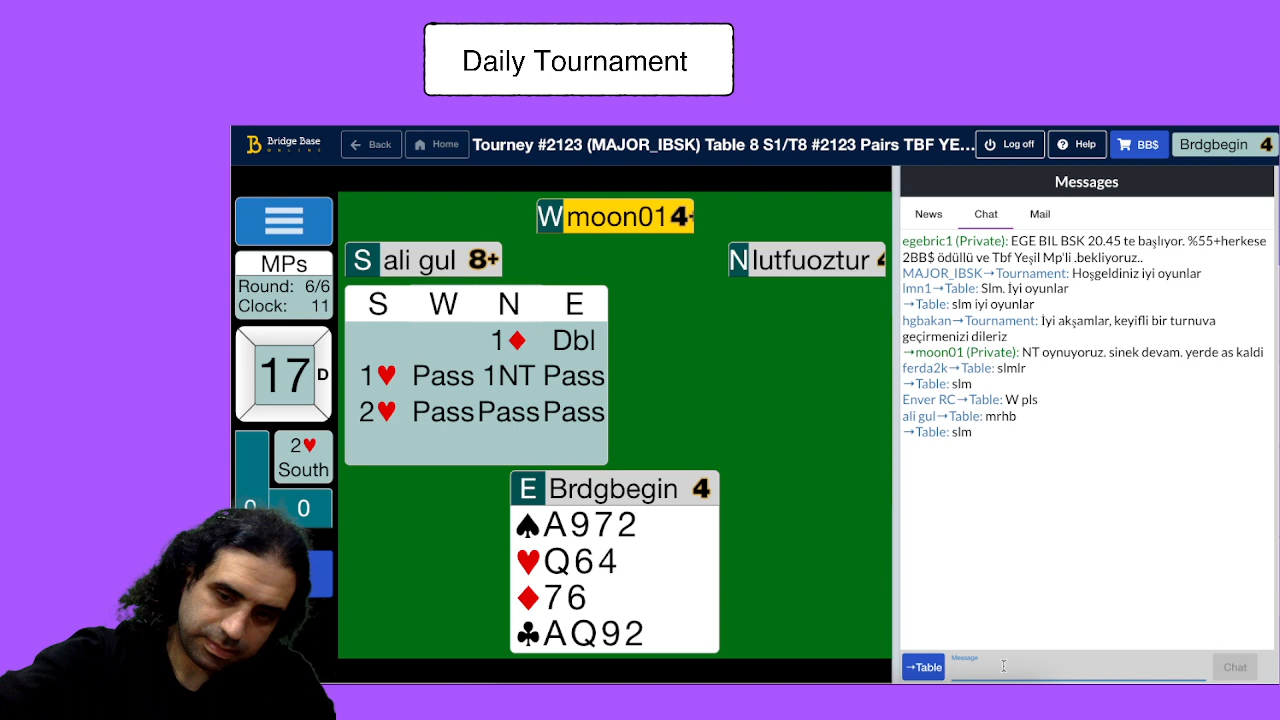 Daily Tournament
Bridge Base
ONLINE
Back
Home
Tourney #2123 (MAJOR_IBSK) Table 8 S1/T8 #2123 Pairs TBF YE...
Log off
Help
BB$
Brdgbegin 4
MPs
Round: 6/6
Clock: 11
17 D
2♥
South
0 0
W moon01 4
S ali gul 8+
N lutfuoztur 4
S W N E
1♦ Dbl
1♥ Pass 1NT Pass
2♥ Pass Pass Pass
E Brdgbegin 4
♠A972
♥Q64
♦76
♣AQ92
Messages
News Chat Mail
egebric1 (Private): EGE BIL BSK 20.45 te başlıyor. %55+herkese
2BB$ ödüllü ve Tbf Yeşil Mp'li .bekliyoruz..
MAJOR_IBSK→Tournament: Hoşgeldiniz iyi oyunlar
lmn1→Table: Slm. İyi oyunlar
→Table: slm iyi oyunlar
hgbakan→Tournament: İyi akşamlar, keyifli bir turnuva
geçirmenizi dileriz
→moon01 (Private): NT oynuyoruz. sinek devam. yerde as kaldi
ferda2k→Table: slmlr
→Table: slm
Enver RC→Table: W pls
ali gul→Table: mrhb
→Table: slm
→Table
Message
Chat